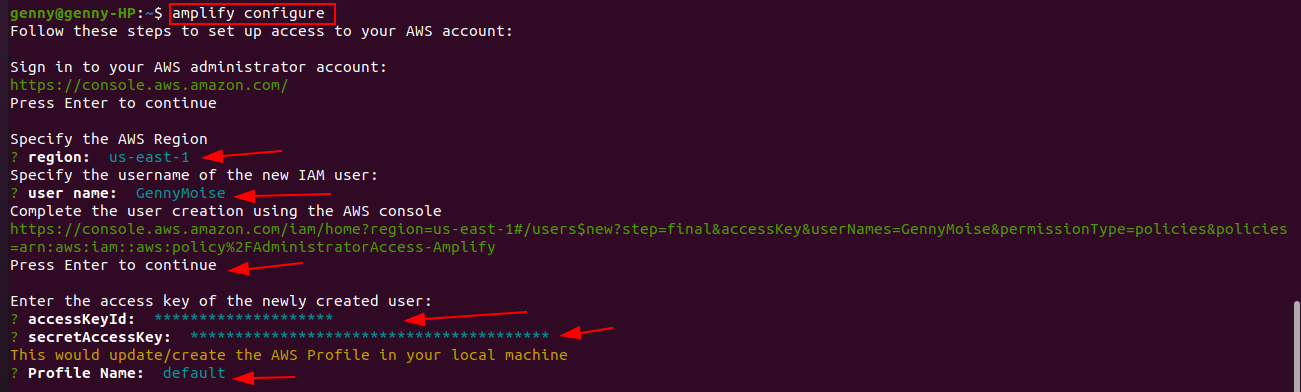 genny@genny-HP:~$ amplify configure
Follow these steps to set up access to your AWS account:
Sign in to your AWS administrator account:
https://console.aws.amazon.com/
Press Enter to continue
Specify the AWS Region
? region:  us-east-1
Specify the username of the new IAM user:
? user name:  GennyMoise
Complete the user creation using the AWS console
https://console.aws.amazon.com/iam/home?region=us-east-1#/users$new?step=final&accessKey&userNames=GennyMoise&permissionType=policies&policies
=arn:aws:iam::aws:policy%2FAdministratorAccess-Amplify
Press Enter to continue
Enter the access key of the newly created user:
? accessKeyId:  ********************
? secretAccessKey:  ****************************************
This would update/create the AWS Profile in your local machine
? Profile Name:  default